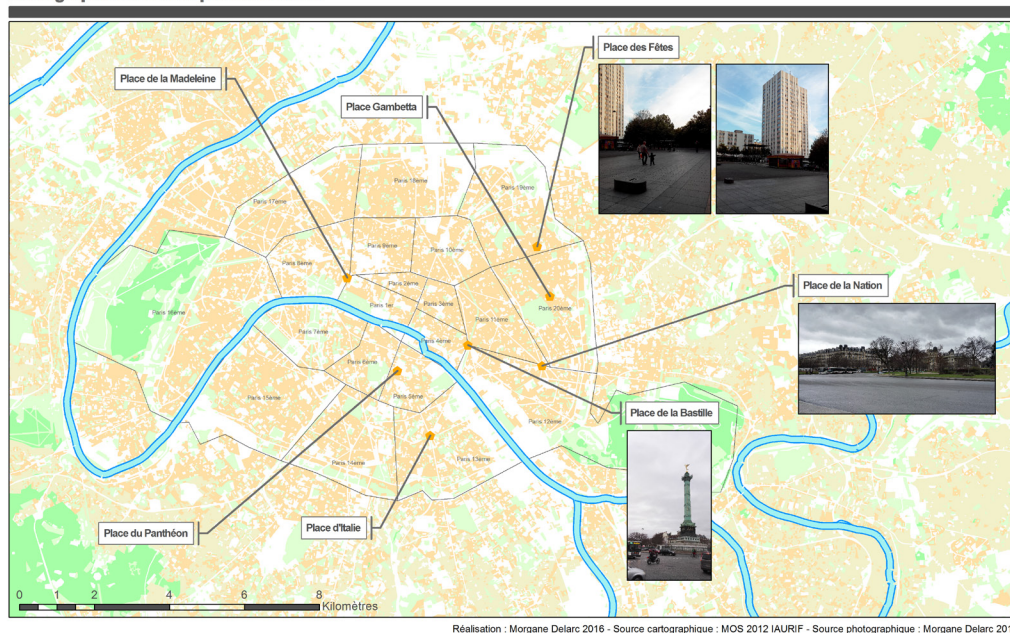 Place des Fêtes
Place de la Madeleine
Place Gambetta
Paris 18ème
Paris 19ème
Paris 17ème
Paris 9ème
Paris 10ème
Paris 8ème
Place de la Nation
Paris 2ème
Paris 1er
Paris 3ème
Paris 20ème
Paris 16ème
Paris 11ème
Paris 7ème
Paris 4ème
Paris 6ème
Paris 15ème
Paris 5ème
Place de la Bastille
Paris 12ème
Paris 14ème
Paris 13ème
Place du Panthéon
Place d'Italie
0 1 2 4 6 8
Kilomètres
Réalisation : Morgane Delarc 2016 - Source cartographique : MOS 2012 IAURIF - Source photographique : Morgane Delarc 201